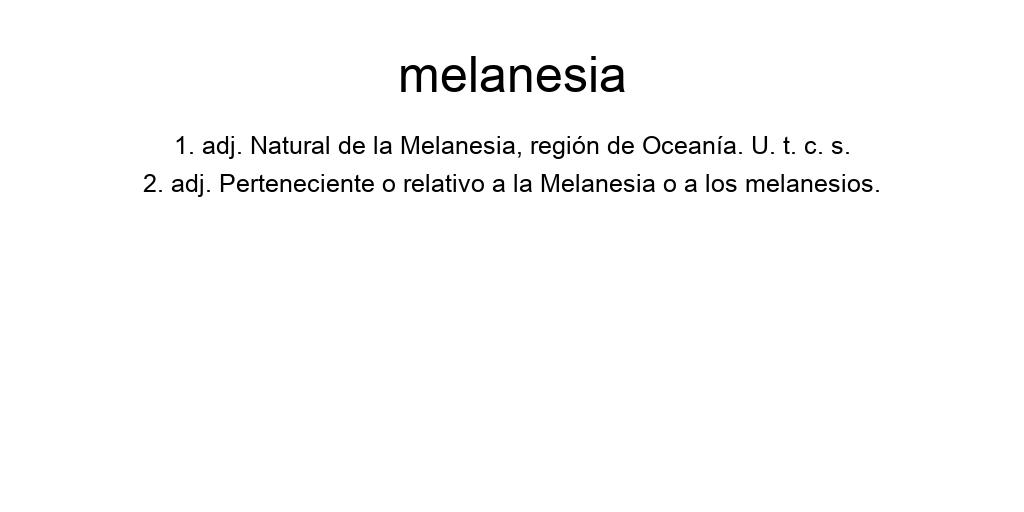 melanesia
1. adj. Natural de la Melanesia, región de Oceanía. U. t. c. s.
2. adj. Perteneciente o relativo a la Melanesia o a los melanesios.